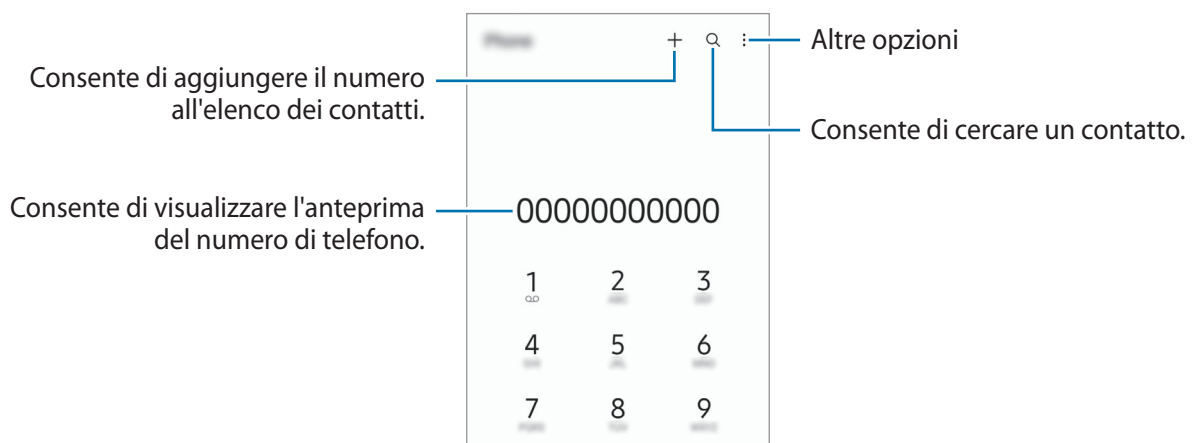 Altre opzioni
Consente di aggiungere il numero
all'elenco dei contatti.
Consente di cercare un contatto.
Consente di visualizzare l'anteprima
del numero di telefono.
00000000000
1 2 3
4 5 6
7 8 9